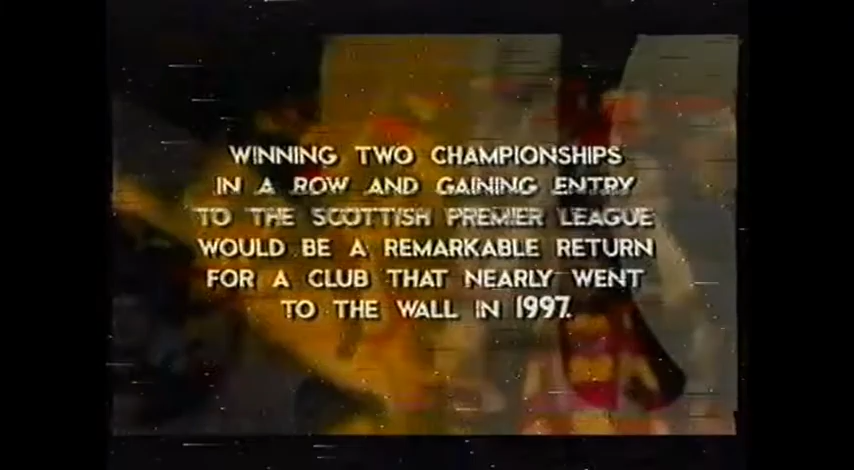 WINNING TWO CHAMPIONSHIPS
IN A ROW AND GAINING ENTRY
TO THE SCOTTISH PREMIER LEAGUE
WOULD BE A REMARKABLE RETURN
FOR A CLUB THAT NEARLY WENT
TO THE WALL IN 1997.